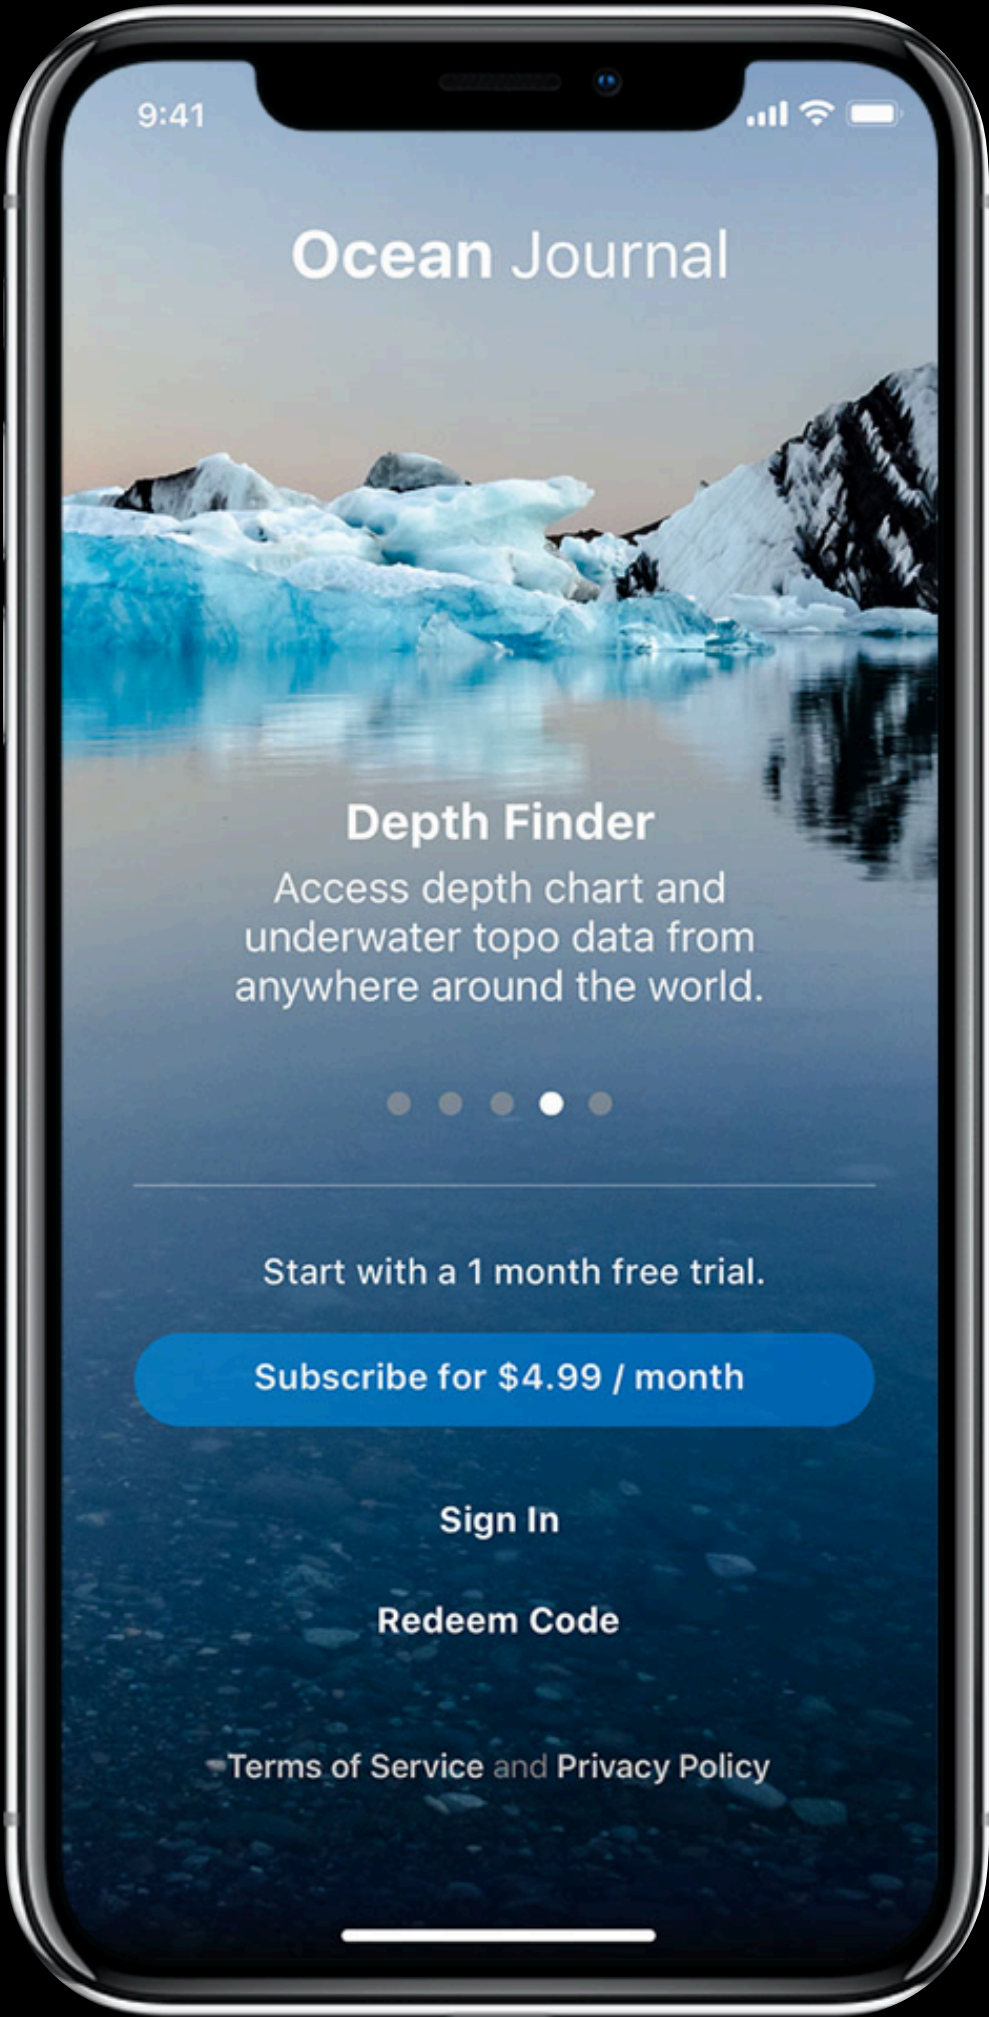 9:41
Ocean Journal
Depth Finder
Access depth chart and
underwater topo data from
anywhere around the world.
Start with a 1 month free trial.
Subscribe for $4.99 / month
Sign In
Redeem Code
Terms of Service and Privacy Policy